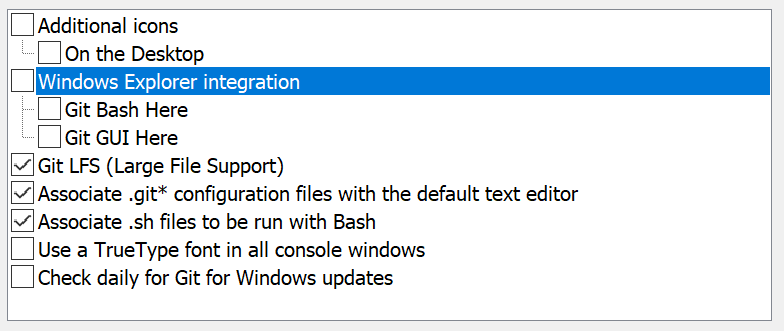 Additional icons
On the Desktop
Windows Explorer integration
Git Bash Here
Git GUI Here
Git LFS (Large File Support)
Associate .git* configuration files with the default text editor
Associate .sh files to be run with Bash
Use a TrueType font in all console windows
Check daily for Git for Windows updates